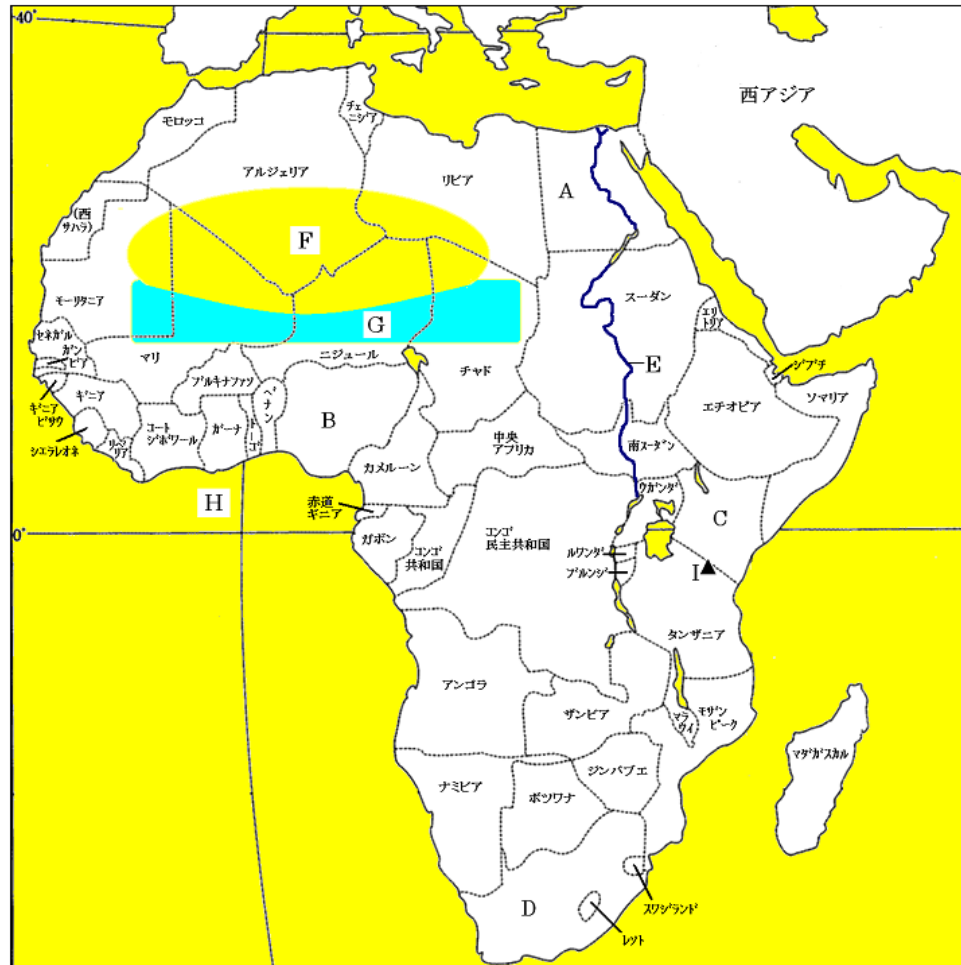 40°
西アジア
モロッコ
チェ
ニジア
アルジェリア
リビア
A
(西
サハラ)
F
スーダン
モーリタニア
エリ
トリア
G
セネガル
ガン
ビア
マリ
ニジュール
チャド
E
ジブチ
ソマリア
エチオピア
ギニア
ビサウ
ギニア
ブルキナファソ
ベナン
B
シエラレオネ
リベ
リア
コート
ジボワール
ガーナ
トーゴ
中央
アフリカ
南スーダン
カメルーン
ウガンダ
H
赤道
ギニア
C
0°
ガボン
コンゴ
共和国
コンゴ
民主共和国
ルワンダ
ブルンジ
I
タンザニア
アンゴラ
ザンビア
マラ
ウイ
モザン
ビーク
マダガスカル
ナミビア
ボツワナ
ジンバブエ
D
スワジランド
レソト